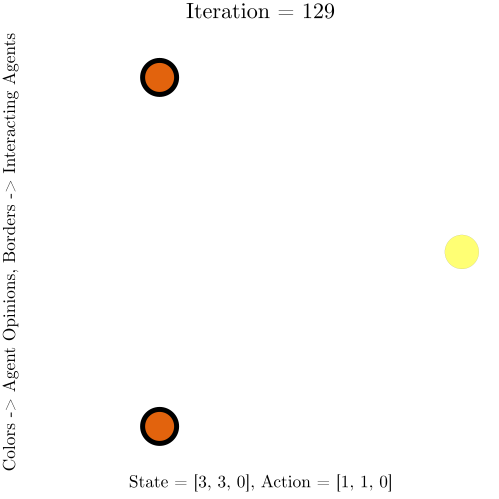 Iteration = 129
Colors -> Agent Opinions, Borders -> Interacting Agents
State = [3, 3, 0], Action = [1, 1, 0]